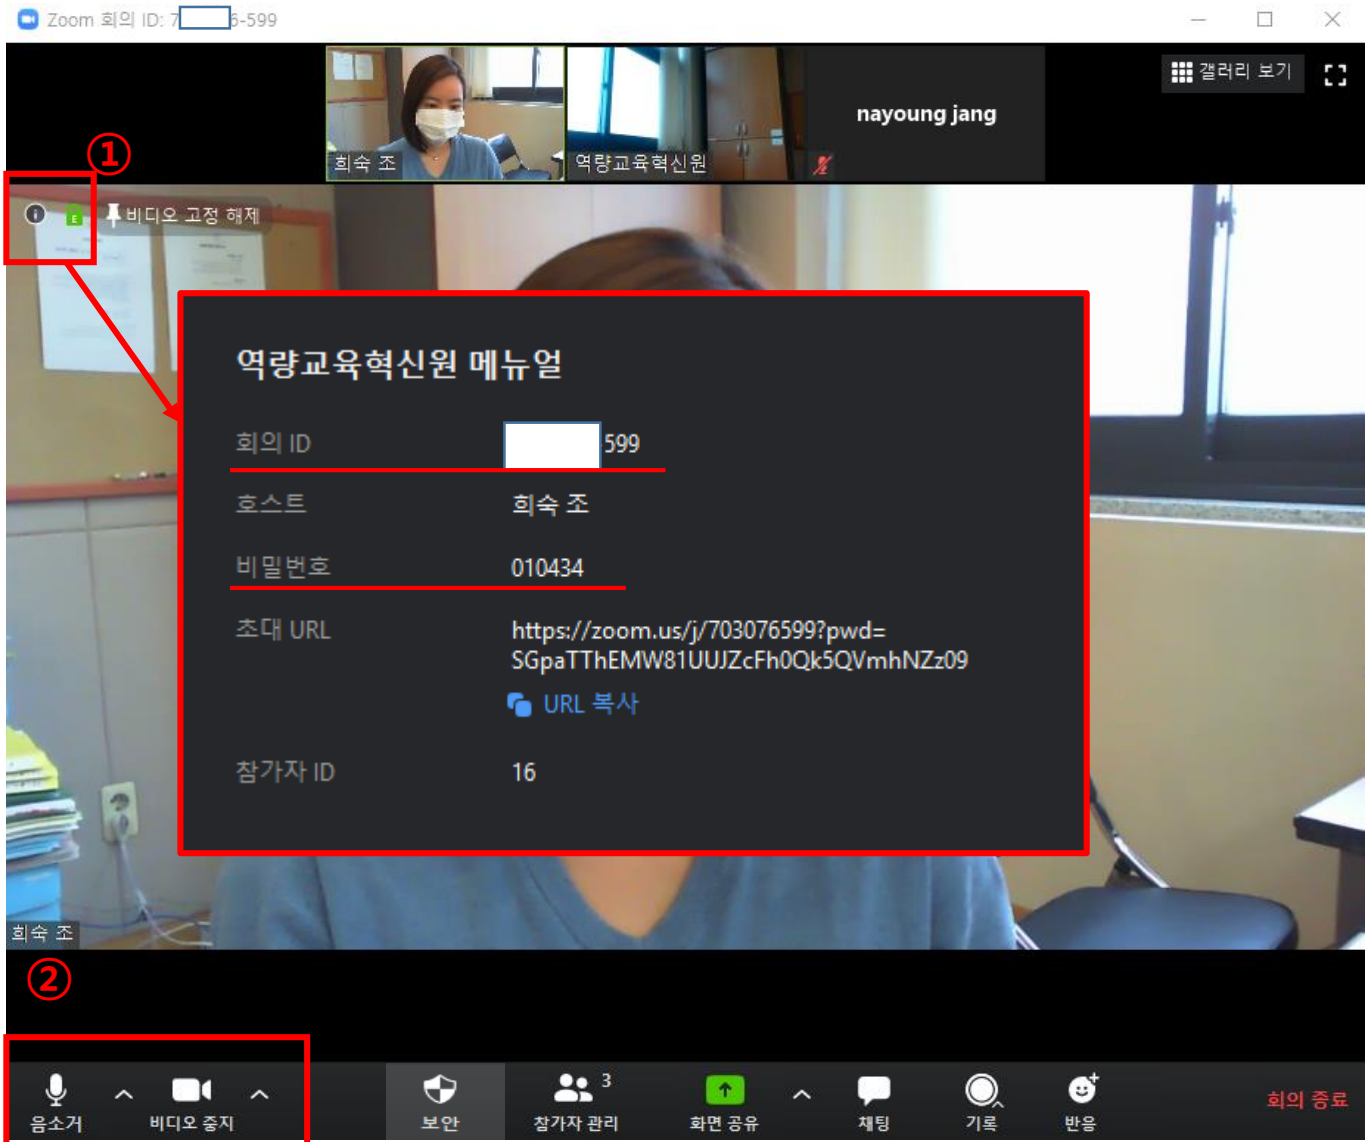 Zoom 회의 ID: 7 6-599
갤러리 보기
희숙 조
역량교육혁신원
nayoung jang
①
비디오 고정 해제
역량교육혁신원 메뉴얼
회의 ID 599
호스트 희숙 조
비밀번호 010434
초대 URL https://zoom.us/j/703076599?pwd=
SGpaTThEMW81UUJZcFh0Qk5QVmhNZz09
URL 복사
참가자 ID 16
희숙 조
②
음소거 비디오 중지 보안 참가자 관리 3 화면 공유 채팅 기록 반응 회의 종료